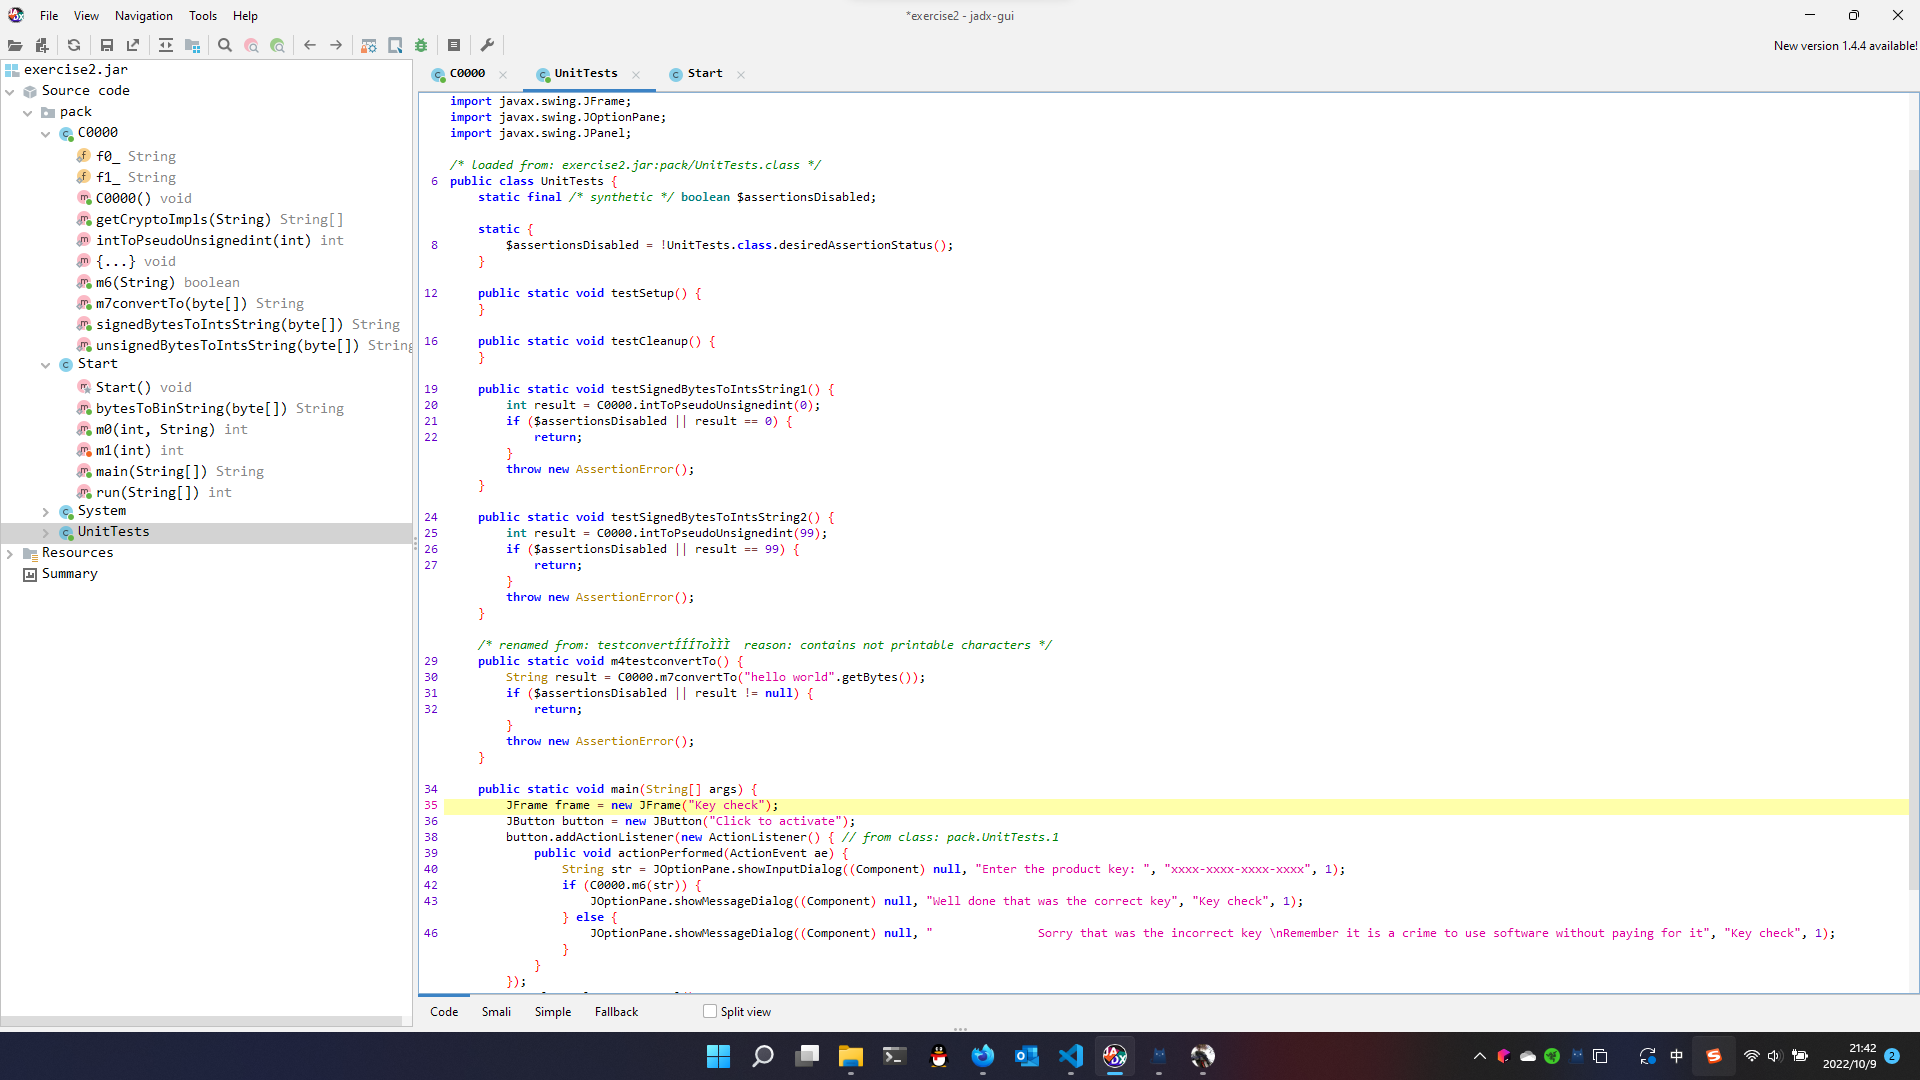 File View Navigation Tools Help
*exercise2 - jadx-gui
New version 1.4.4 available!
exercise2.jar
Source code
pack
C0000
f0_ String
f1_ String
C0000() void
getCryptoImpls(String) String[]
intToPseudoUnsignedint(int) int
{...} void
m6(String) boolean
m7convertTo(byte[]) String
signedBytesToIntsString(byte[]) String
unsignedBytesToIntsString(byte[]) String
Start
Start() void
bytesToBinString(byte[]) String
m0(int, String) int
m1(int) int
main(String[]) String
run(String[]) int
System
UnitTests
Resources
Summary
C0000 UnitTests Start
import javax.swing.JFrame;
import javax.swing.JOptionPane;
import javax.swing.JPanel;
/* loaded from: exercise2.jar:pack/UnitTests.class */
6 public class UnitTests {
static final /* synthetic */ boolean $assertionsDisabled;
static {
8 $assertionsDisabled = !UnitTests.class.desiredAssertionStatus();
}
12 public static void testSetup() {
}
16 public static void testCleanup() {
}
19 public static void testSignedBytesToIntsString1() {
20 int result = C0000.intToPseudoUnsignedint(0);
21 if ($assertionsDisabled || result == 0) {
22 return;
}
throw new AssertionError();
}
24 public static void testSignedBytesToIntsString2() {
25 int result = C0000.intToPseudoUnsignedint(99);
26 if ($assertionsDisabled || result == 99) {
27 return;
}
throw new AssertionError();
}
/* renamed from: testconvertÍÍÍToÌÌÌ  reason: contains not printable characters */
29 public static void m4testconvertTo() {
30 String result = C0000.m7convertTo("hello world".getBytes());
31 if ($assertionsDisabled || result != null) {
32 return;
}
throw new AssertionError();
}
34 public static void main(String[] args) {
35 JFrame frame = new JFrame("Key check");
36 JButton button = new JButton("Click to activate");
38 button.addActionListener(new ActionListener() { // from class: pack.UnitTests.1
39 public void actionPerformed(ActionEvent ae) {
40 String str = JOptionPane.showInputDialog((Component) null, "Enter the product key: ", "xxxx-xxxx-xxxx-xxxx", 1);
42 if (C0000.m6(str)) {
43 JOptionPane.showMessageDialog((Component) null, "Well done that was the correct key", "Key check", 1);
} else {
46 JOptionPane.showMessageDialog((Component) null, "               Sorry that was the incorrect key \nRemember it is a crime to use software without paying for it", "Key check", 1);
}
}
});
Code Smali Simple Fallback Split view
中
21:42
2022/10/9
2